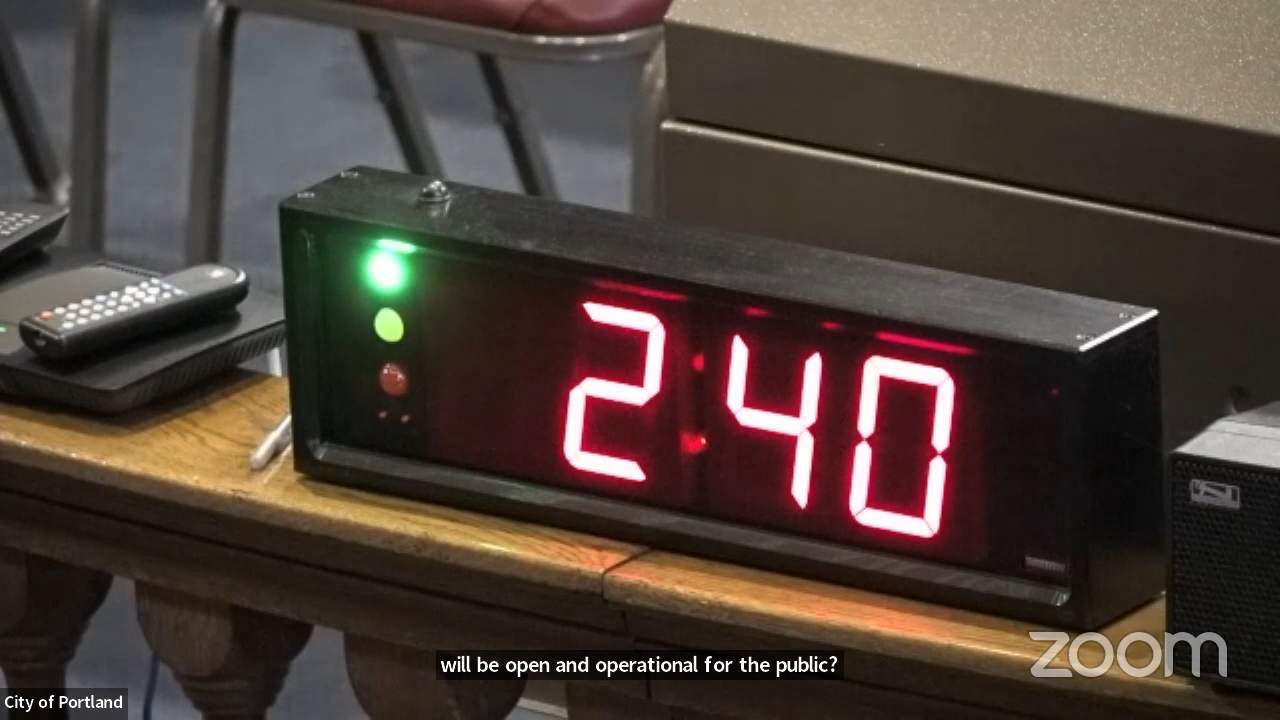 2:40
will be open and operational for the public?
zoom
City of Portland